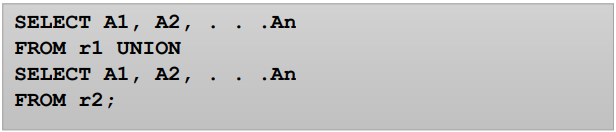 SELECT A1, A2, . . .An
FROM r1 UNION
SELECT A1, A2, . . .An
FROM r2;